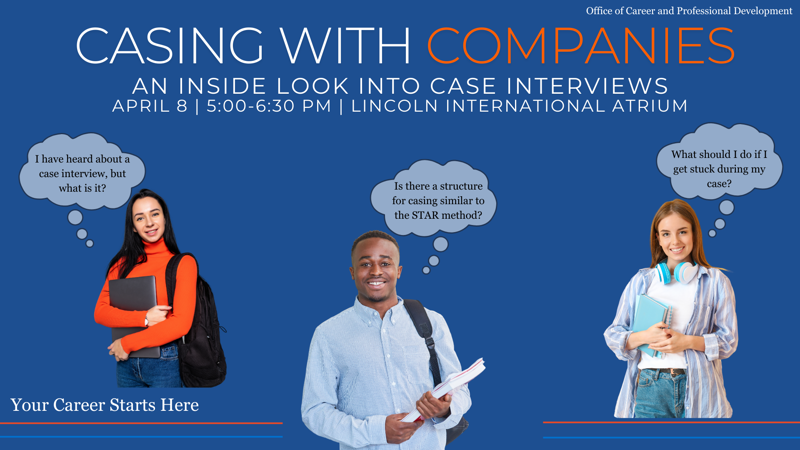 Office of Career and Professional Development
CASING WITH COMPANIES
AN INSIDE LOOK INTO CASE INTERVIEWS
APRIL 8 | 5:00-6:30 PM | LINCOLN INTERNATIONAL ATRIUM
I have heard about a
case interview, but
what is it?
Is there a structure
for casing similar to
the STAR method?
What should I do if I
get stuck during my
case?
Your Career Starts Here